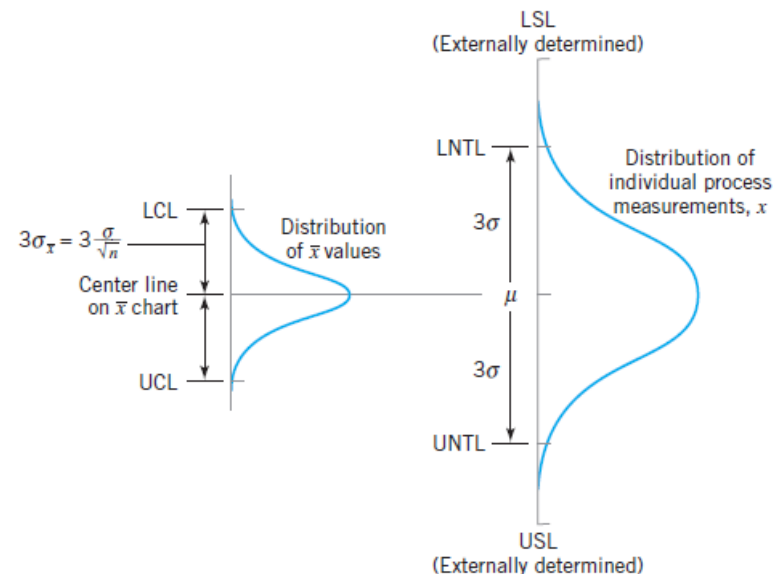 LSL
(Externally determined)
LNTL
Distribution of
individual process
measurements, x
3σ
LCL
3σx̅ = 3 σ/√n
Distribution
of x̅ values
Center line
on x̅ chart
μ
UCL
3σ
UNTL
USL
(Externally determined)